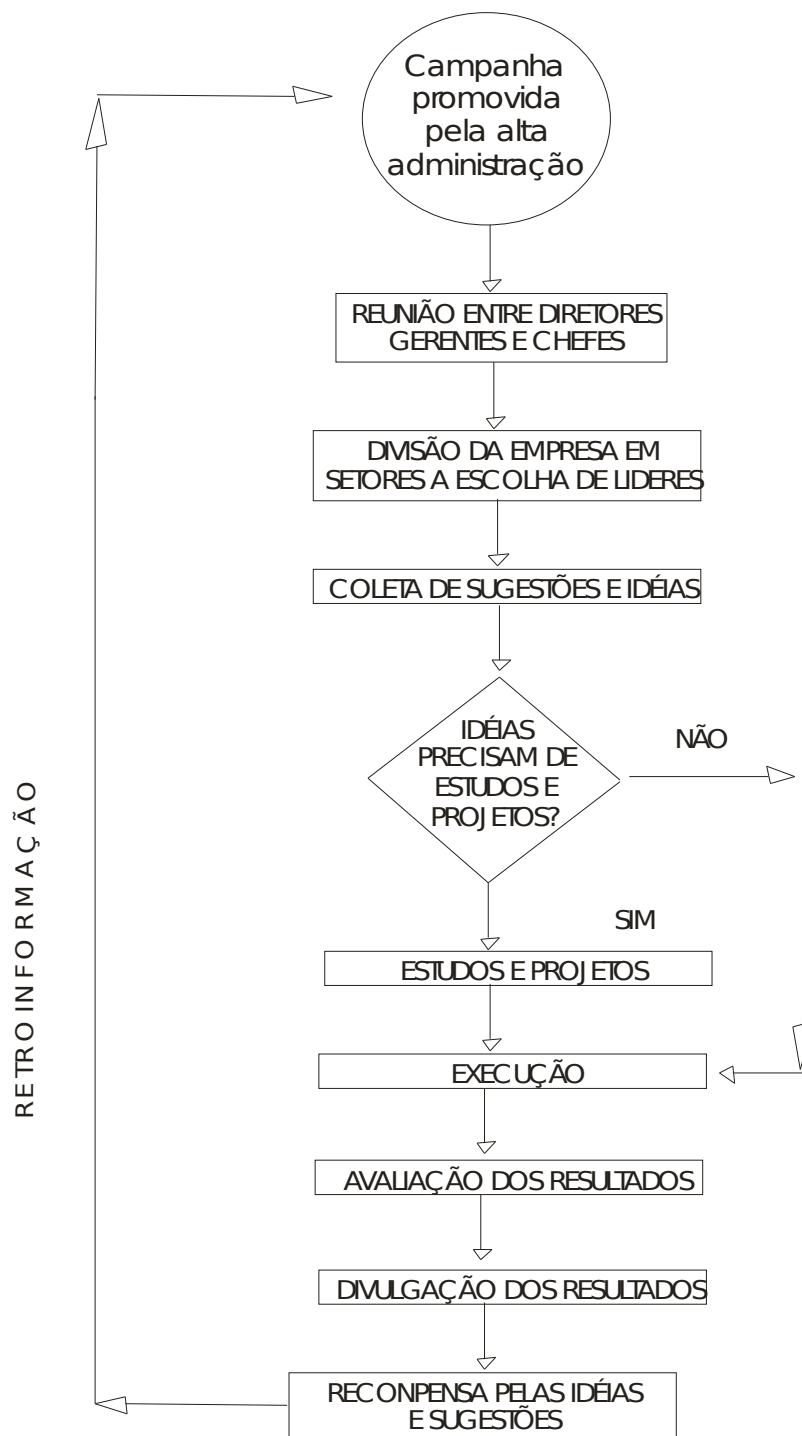 Campanha
promovida
pela alta
administração
REUNIÃO ENTRE DIRETORES
GERENTES E CHEFES
DIVISÃO DA EMPRESA EM
SETORES A ESCOLHA DE LIDERES
COLETA DE SUGESTÕES E IDÉIAS
IDÉIAS
PRECISAM DE
ESTUDOS E
PROJETOS?
NÃO
SIM
ESTUDOS E PROJETOS
EXECUÇÃO
AVALIAÇÃO DOS RESULTADOS
DIVULGAÇÃO DOS RESULTADOS
RECONPENSA PELAS IDÉIAS
E SUGESTÕES
RETROINFORMAÇÃO